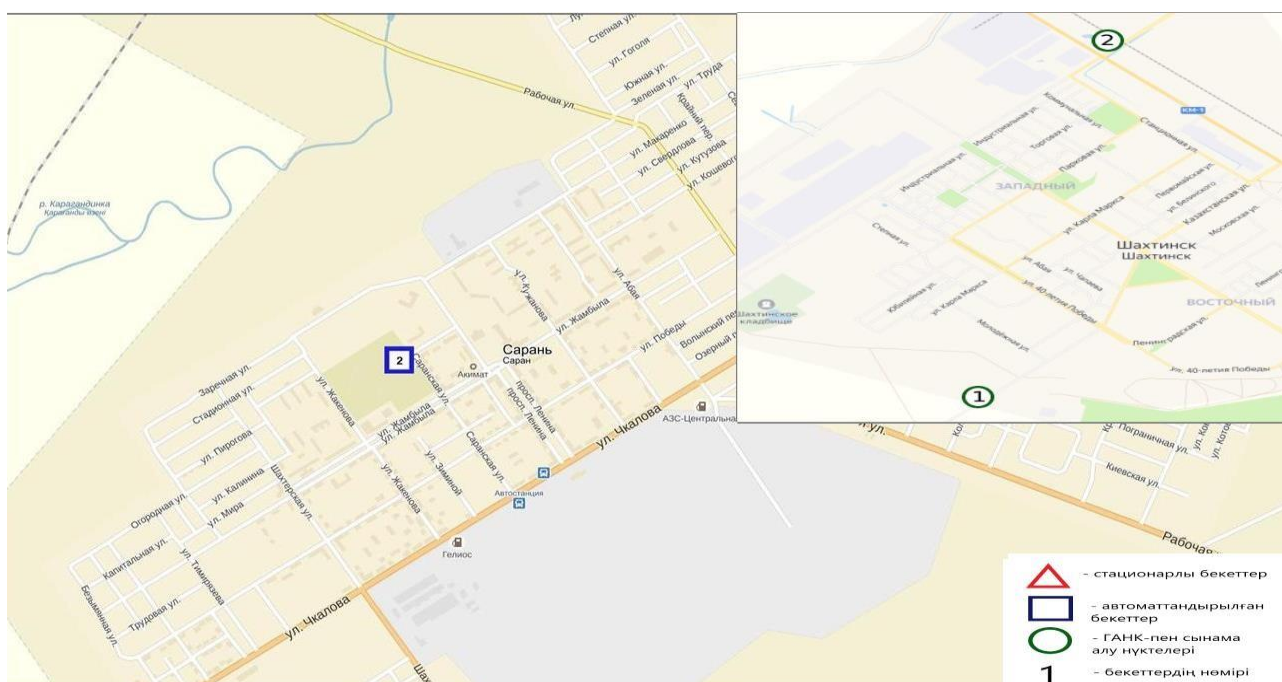 Степная ул.
ул. Гоголя
Южная ул.
Зеленая ул.
ул. Труда
Крайний пер.
Рабочая ул.
ул. Макаренко
ул. Свердлова
ул. Кутузова
ул. Кошевого
р. Карагандинка
Қарағанды өзені
ул. Кужанова
ул. Абая
ул. Жамбыла
ул. Победы
Озерный
Сарань
Саран
Акимат
2
Саранская ул.
Заречная ул.
Стадионная ул.
ул. Жакенова
ул. Жамбыла
ул. Жамбыла
просп. Ленина
просп. Ленина
ул. Чкалова
АЗС-Центральна
ул. Пирогова
ул. Калинина
Огородная ул.
ул. Мира
Шахтерская ул.
ул. Жакенова
ул. Зиминой
Саранская ул.
Автостанция
Гелиос
Капитальная ул.
ул. Тимирязева
Безымянная ул.
Трудовая ул.
ул. Чкалова
Пограничная ул.
Киевская ул.
Рабочая
2
КМ-1
Коммунальная ул.
Индустриальная ул.
Торговая ул.
Станционная ул.
Парковая ул.
Индустриальная ул.
ЗАПАДНЫЙ
Первомайская ул.
ул. Белинского
Казахстанская ул.
Московская ул.
ул. Карла Маркса
Степная ул.
Шахтинск
Шахтинск
ул. Абая
ул. Чапаева
ул. 40-летия Победы
Юбилейная ул.
ул. Карла Маркса
Молодёжная ул.
Шахтинское
кладбище
ВОСТОЧНЫЙ
Ленинградская ул.
ул. 40-летия Победы
1
- стационарлы бекеттер
- автоматтандырылған
бекеттер
- ГАНК-пен сынама
алу нүктелері
1 - бекеттердің нөмірі